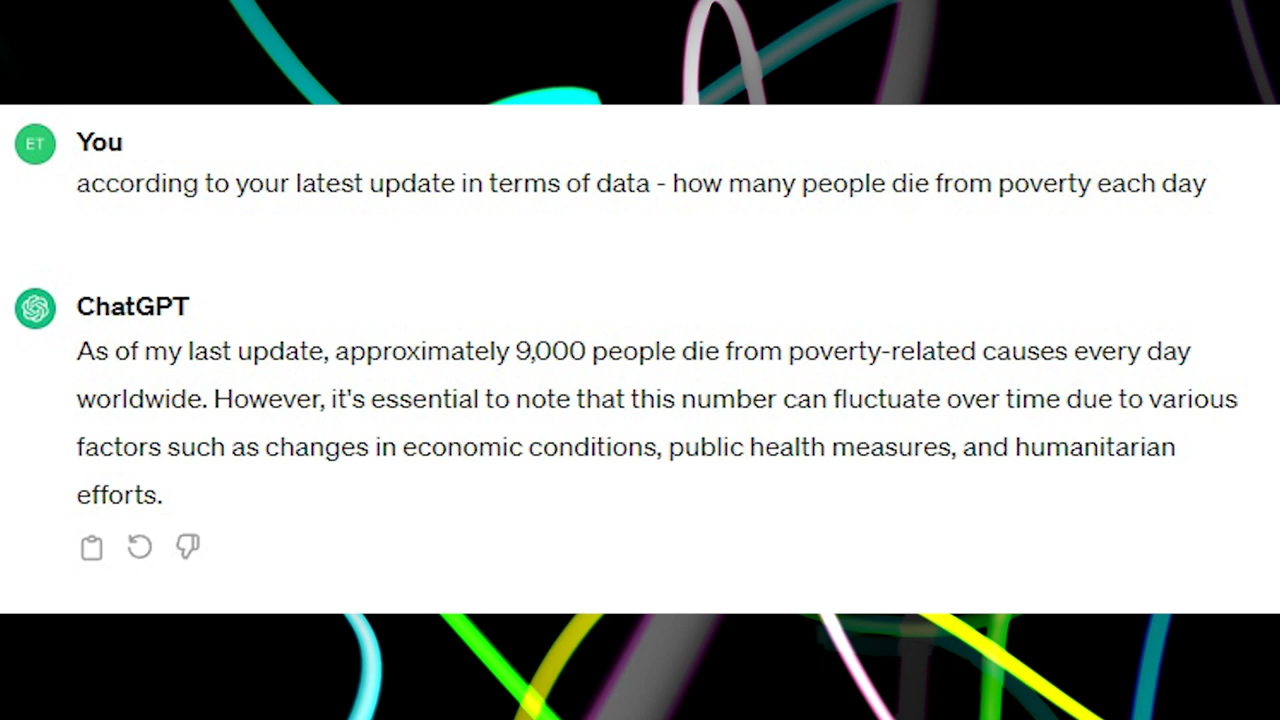 ET
You
according to your latest update in terms of data - how many people die from poverty each day
ChatGPT
As of my last update, approximately 9,000 people die from poverty-related causes every day
worldwide. However, it's essential to note that this number can fluctuate over time due to various
factors such as changes in economic conditions, public health measures, and humanitarian
efforts.